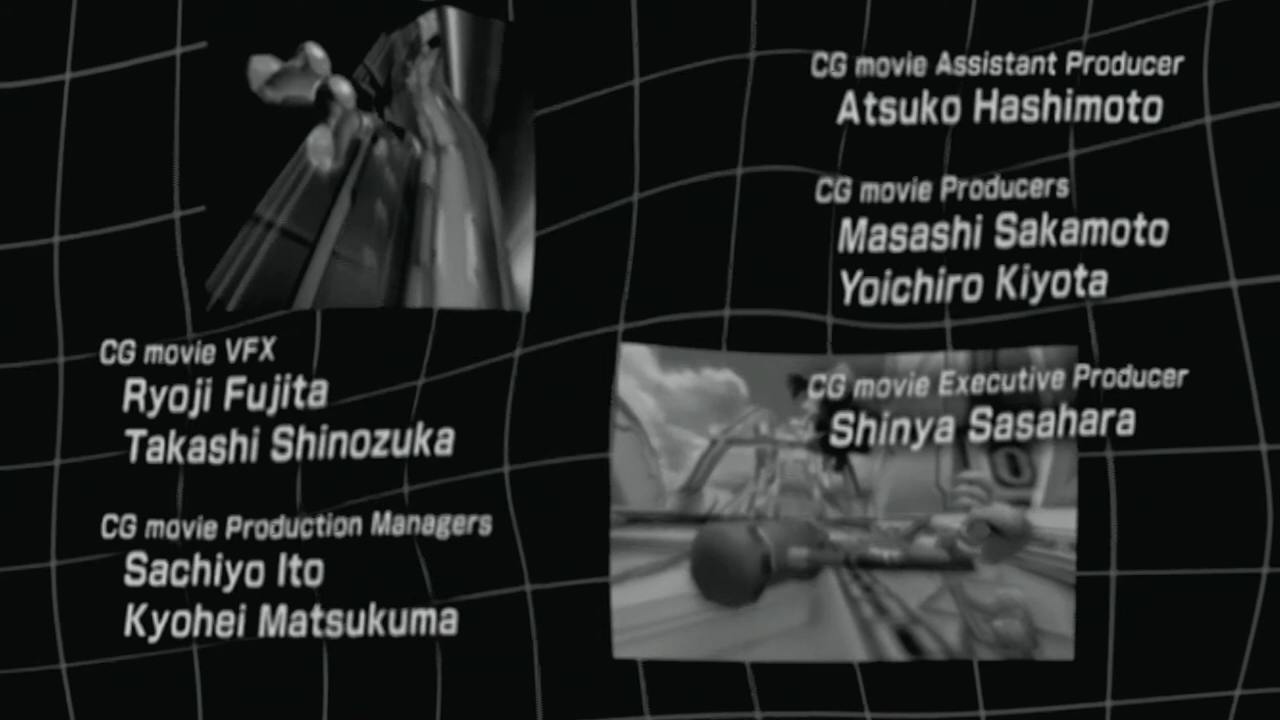 CG movie VFX
Ryoji Fujita
Takashi Shinozuka
CG movie Production Managers
Sachiyo Ito
Kyohei Matsukuma
CG movie Assistant Producer
Atsuko Hashimoto
CG movie Producers
Masashi Sakamoto
Yoichiro Kiyota
CG movie Executive Producer
Shinya Sasahara
0